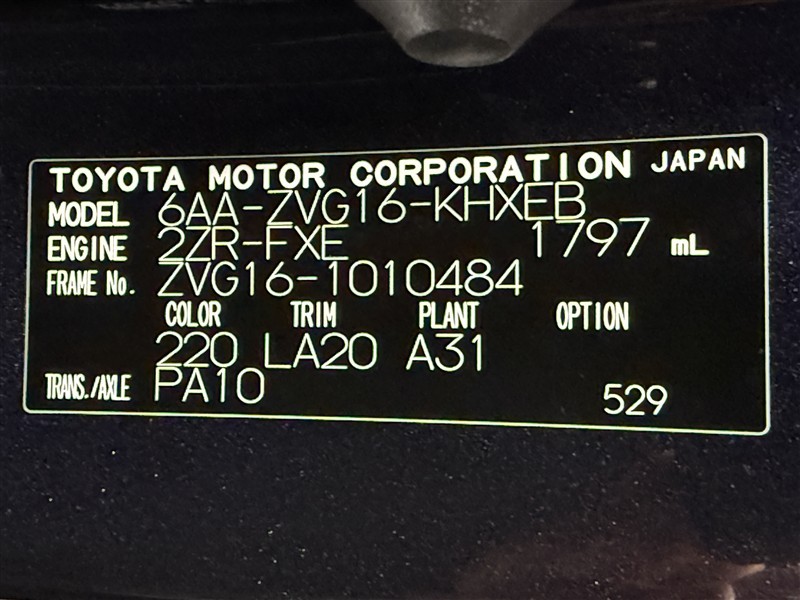 TOYOTA MOTOR CORPORATION JAPAN
MODEL 6AA-ZVG16-KHXEB
ENGINE 2ZR-FXE 1797 mL
FRAME No. ZVG16-1010484
COLOR TRIM PLANT OPTION
220 LA20 A31
TRANS./AXLE PA10 529